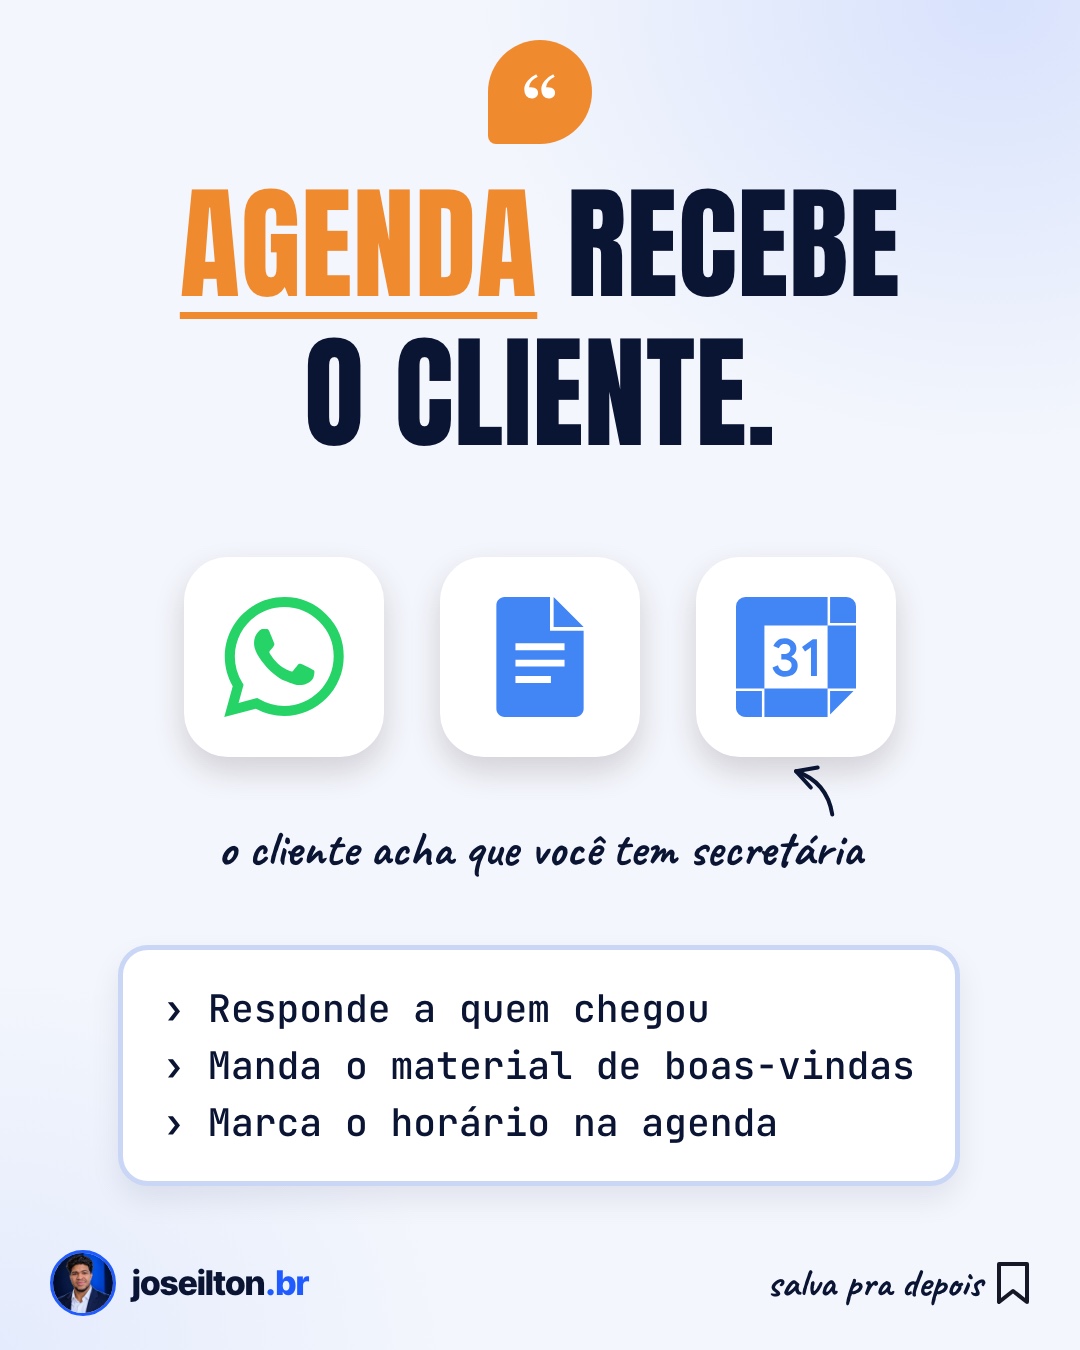 “
AGENDA RECEBE
O CLIENTE.
31
o cliente acha que você tem secretária
› Responde a quem chegou
› Manda o material de boas-vindas
› Marca o horário na agenda
joseilton.br
salva pra depois